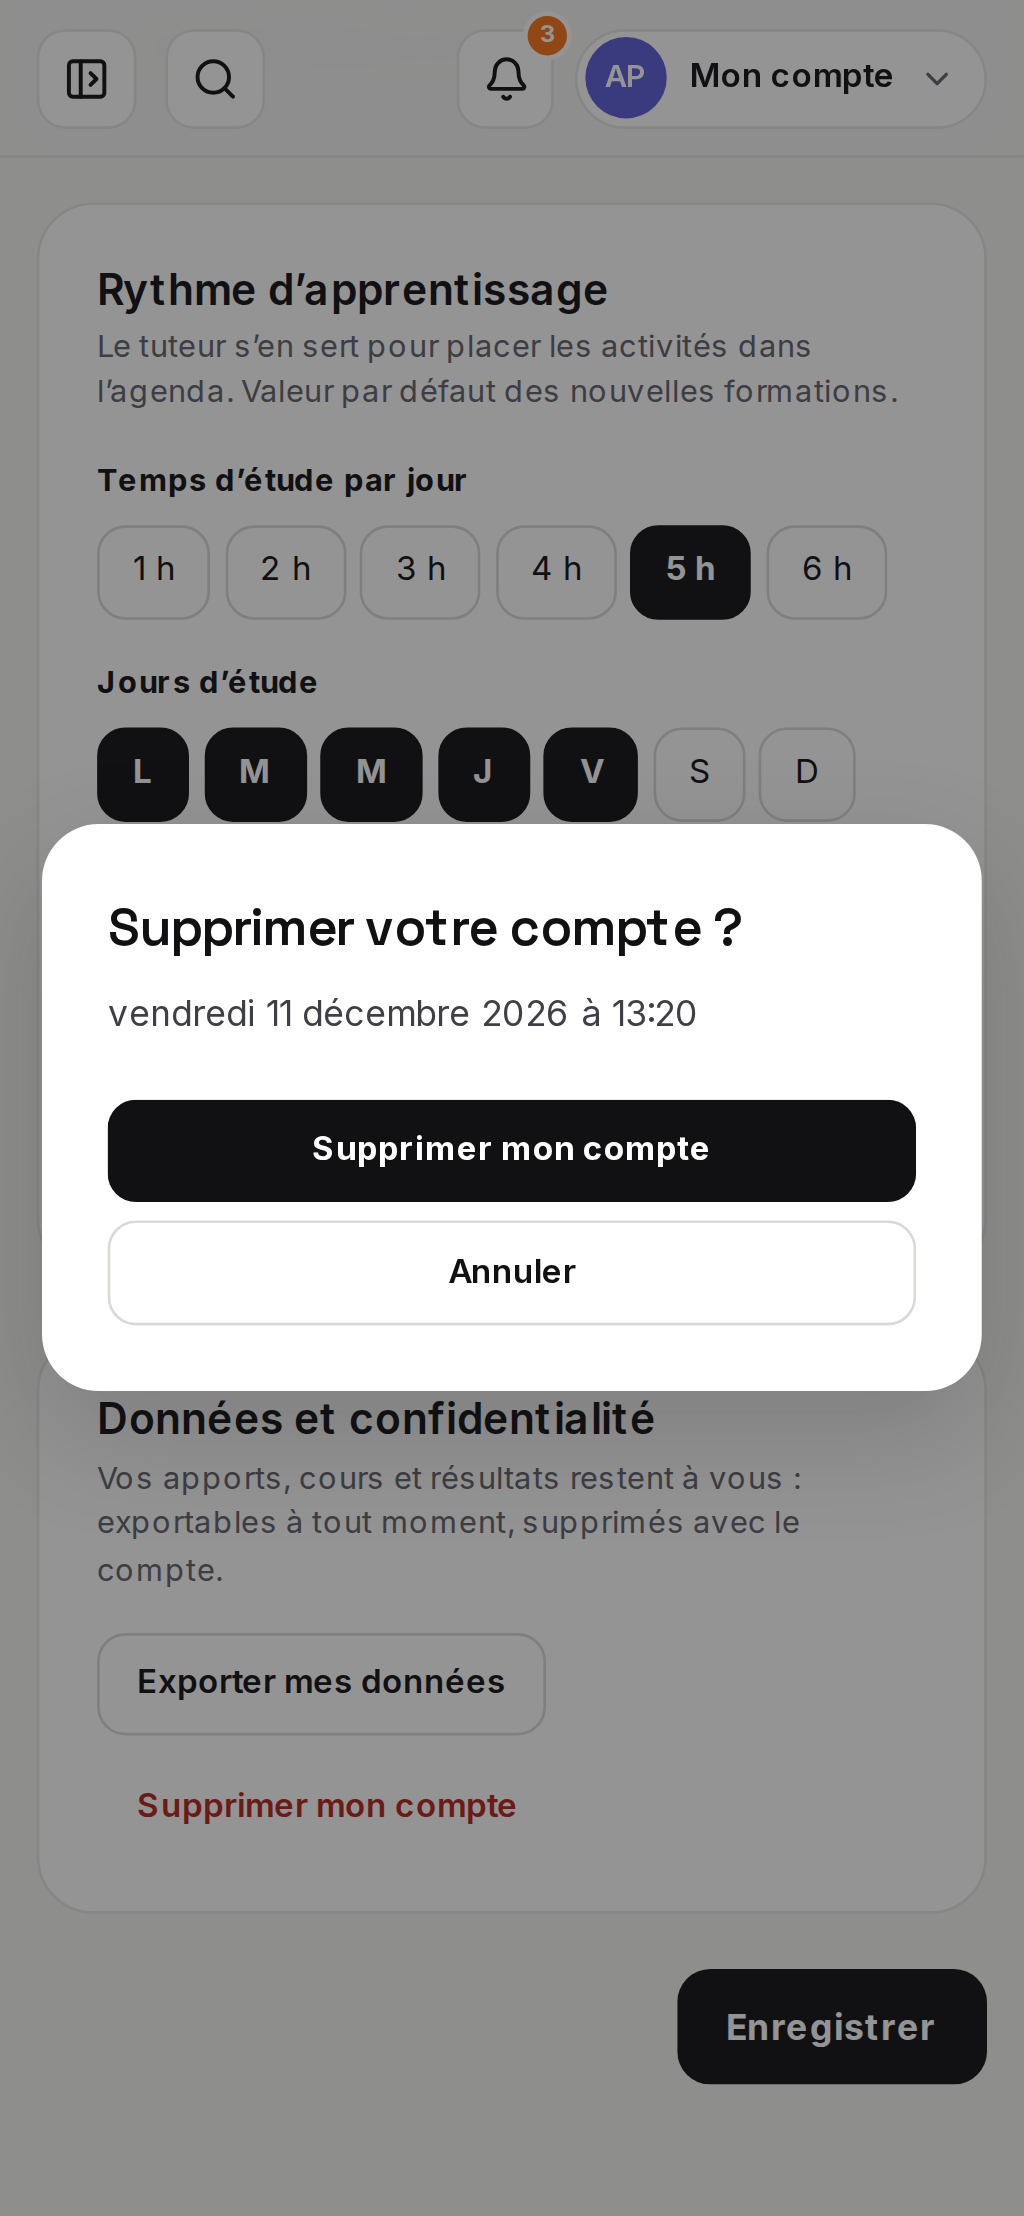 3
AP
Mon compte
Rythme d’apprentissage
Le tuteur s’en sert pour placer les activités dans
l’agenda. Valeur par défaut des nouvelles formations.
Temps d’étude par jour
1 h
2 h
3 h
4 h
5 h
6 h
Jours d’étude
L
M
M
J
V
S
D
Supprimer votre compte ?
vendredi 11 décembre 2026 à 13:20
Supprimer mon compte
Annuler
Données et confidentialité
Vos apports, cours et résultats restent à vous :
exportables à tout moment, supprimés avec le
compte.
Exporter mes données
Supprimer mon compte
Enregistrer